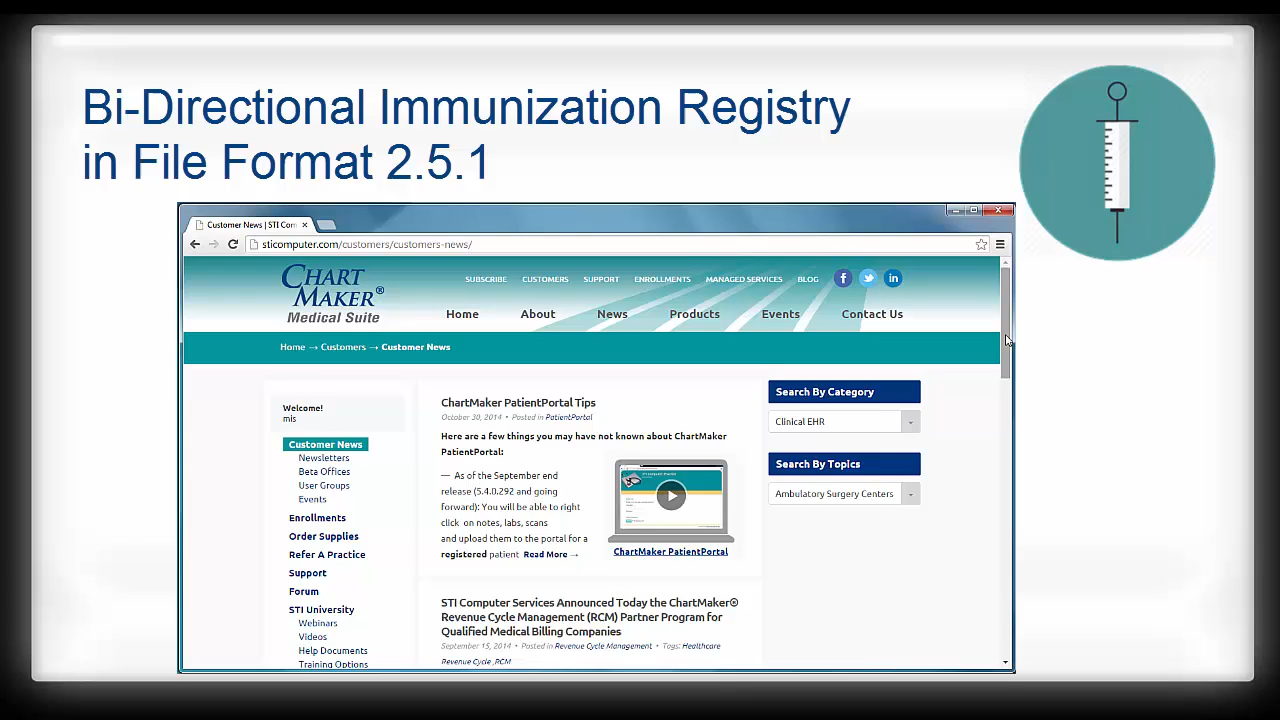 Bi-Directional Immunization Registry
in File Format 2.5.1
Customer News | STI Com
sticomputer.com/customers/customers-news/
CHART
MAKER®
Medical Suite
SUBSCRIBE CUSTOMERS SUPPORT ENROLLMENTS MANAGED SERVICES BLOG
Home About News Products Events Contact Us
Home → Customers → Customer News
Welcome!
mis
Customer News
Newsletters
Beta Offices
User Groups
Events
Enrollments
Order Supplies
Refer A Practice
Support
Forum
STI University
Webinars
Videos
Help Documents
Training Options
ChartMaker PatientPortal Tips
October 30, 2014 • Posted in PatientPortal
Here are a few things you may have not known about ChartMaker
PatientPortal:
— As of the September end
release (5.4.0.292 and going
forward): You will be able to right
click on notes, labs, scans
and upload them to the portal for a
registered patient Read More →
ChartMaker PatientPortal
STI Computer Services Announced Today the ChartMaker®
Revenue Cycle Management (RCM) Partner Program for
Qualified Medical Billing Companies
September 15, 2014 • Posted in Revenue Cycle Management • Tags: Healthcare
Revenue Cycle ,RCM
Search By Category
Clinical EHR
Search By Topics
Ambulatory Surgery Centers